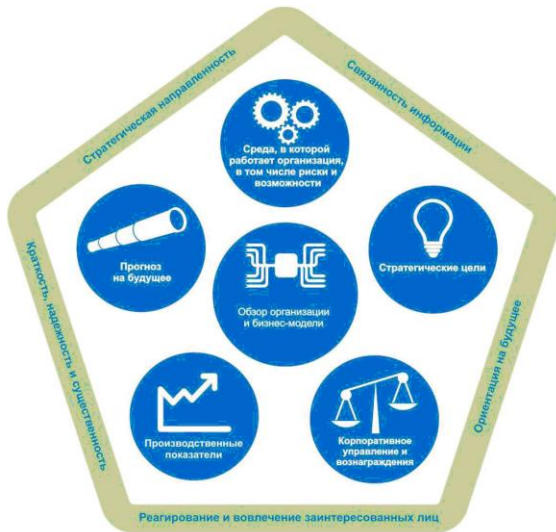 Стратегическая направленность
Связанность информации
Среда, в которой
работает организация,
в том числе риски и
возможности
Прогноз
на будущее
Стратегические цели
Обзор организации
и бизнес-модели
Краткость, надежность и существенность
Ориентация на будущее
Производственные
показатели
Корпоративное
управление и
вознаграждения
Реагирование и вовлечение заинтересованных лиц